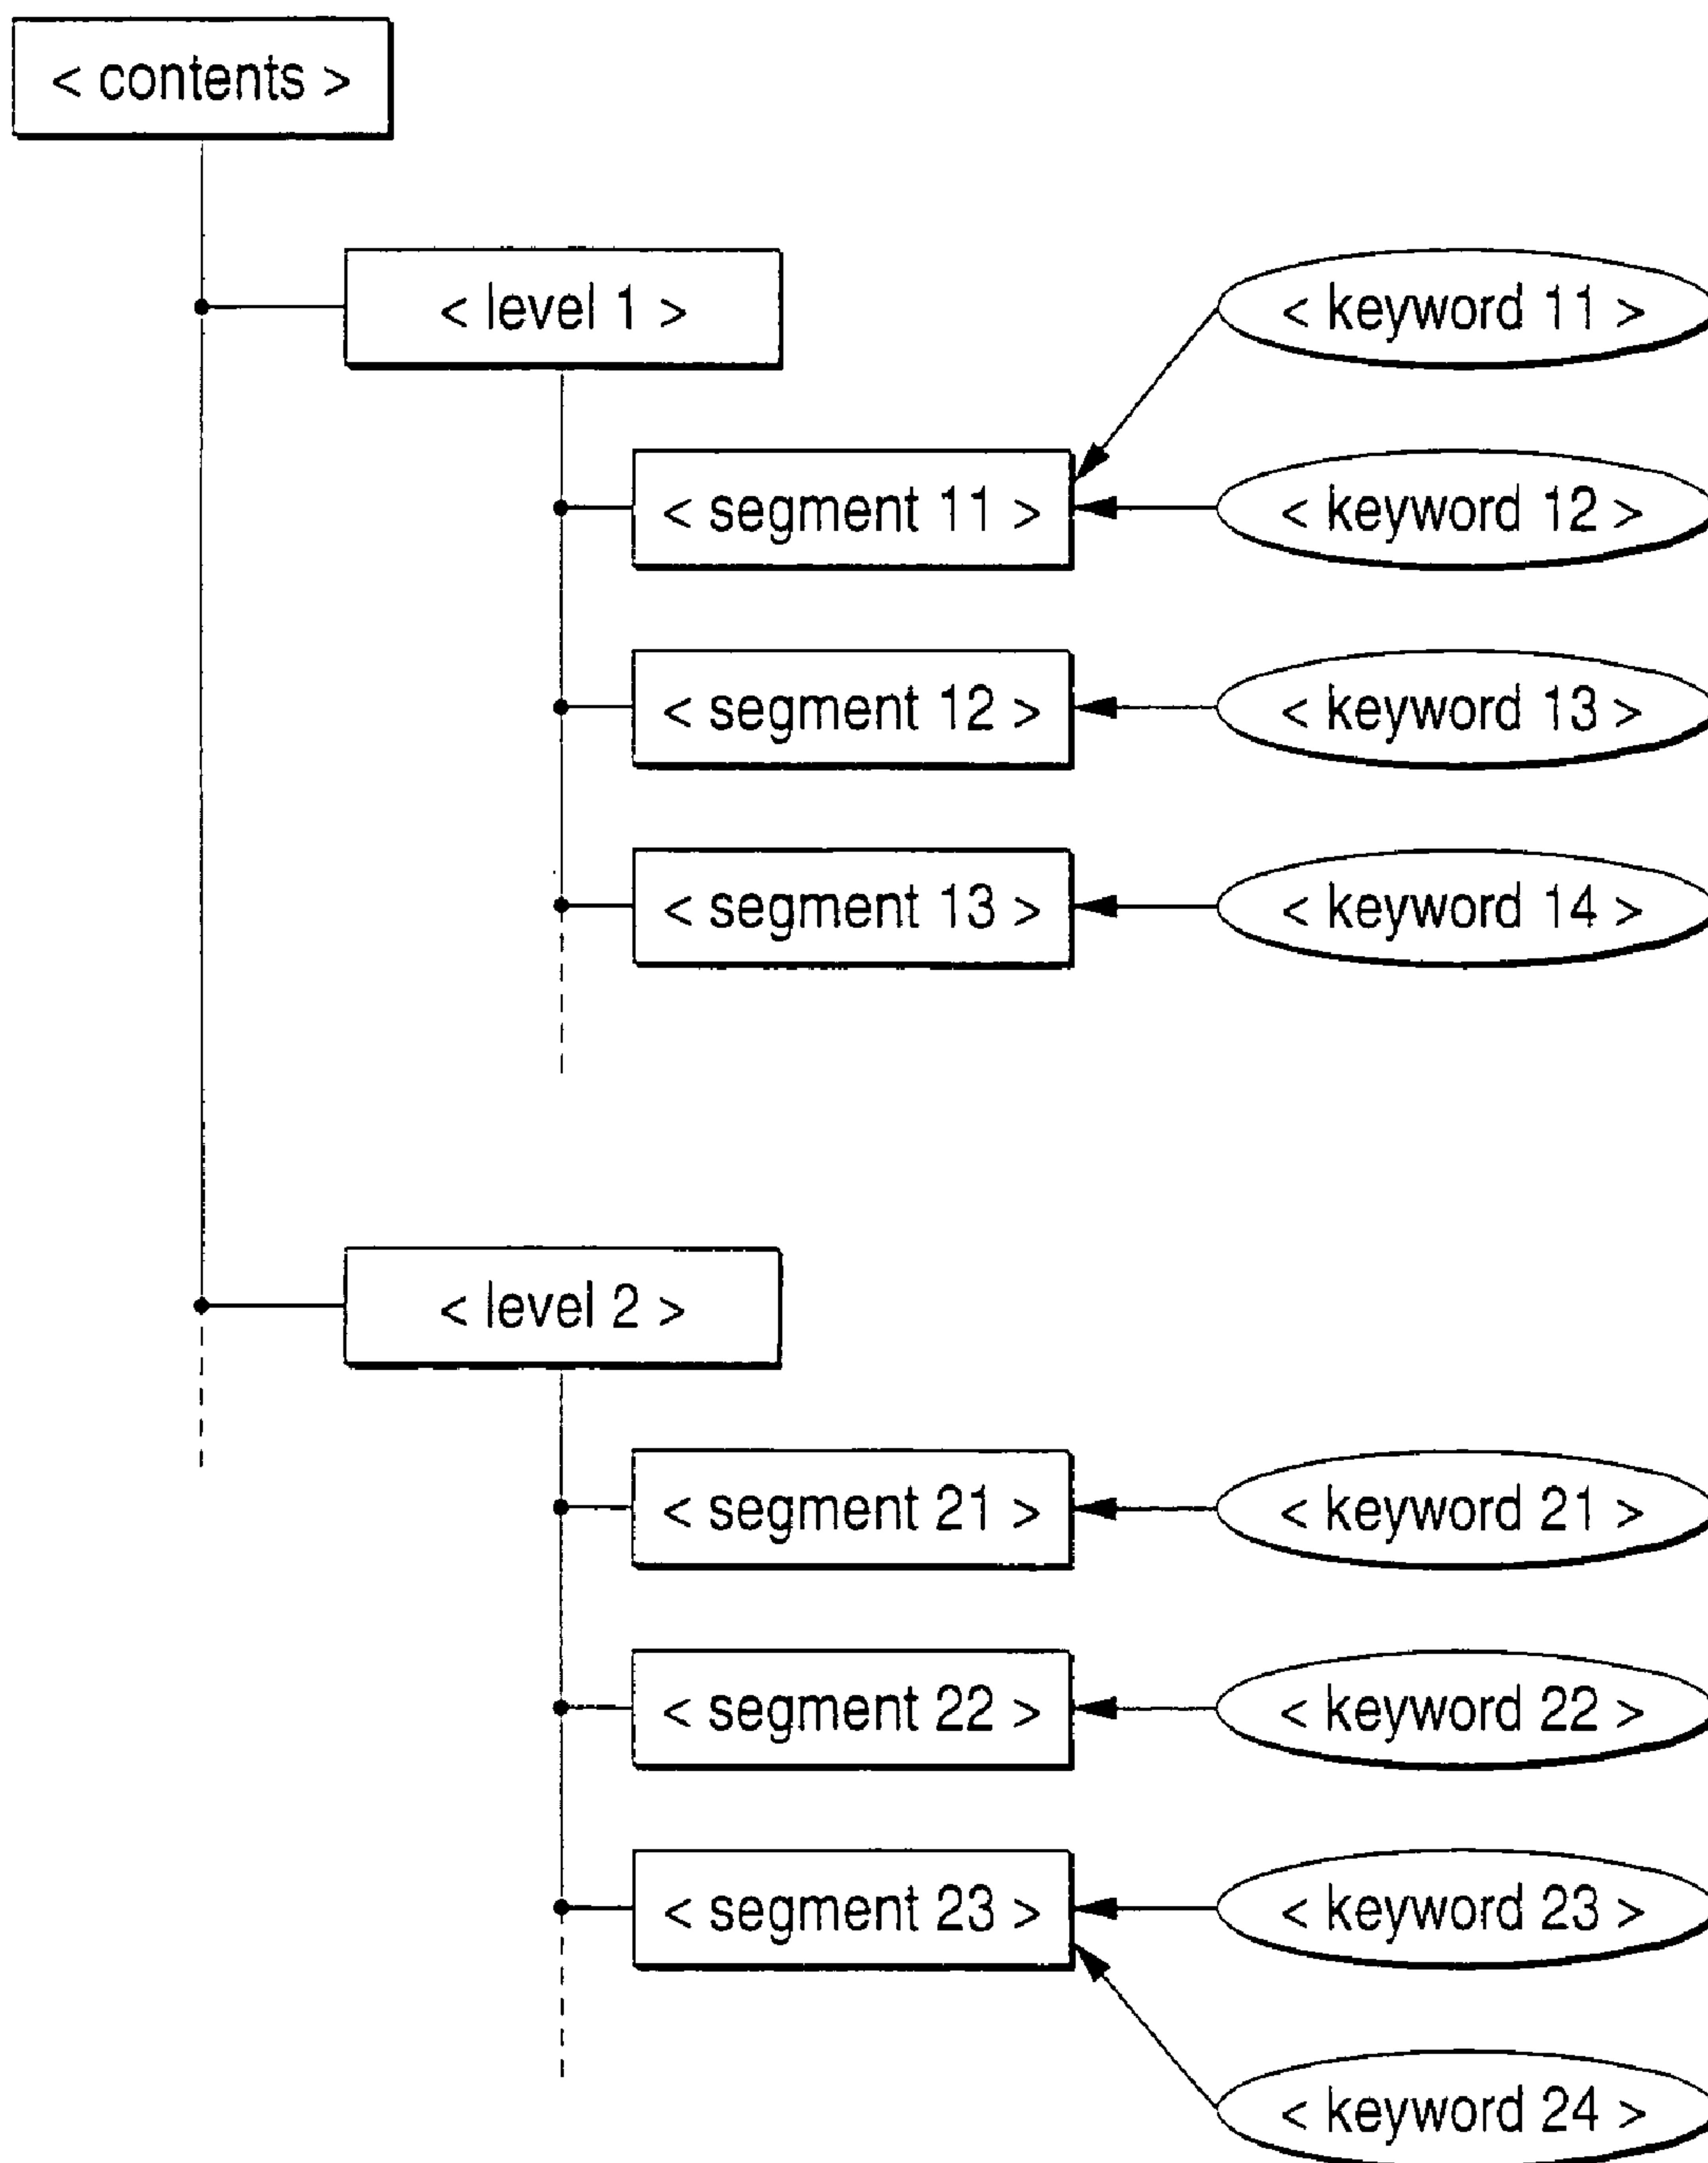 < contents >
< level 1 >
< keyword 11 >
< segment 11 >
< keyword 12 >
< segment 12 >
< keyword 13 >
< segment 13 >
< keyword 14 >
< level 2 >
< segment 21 >
< keyword 21 >
< segment 22 >
< keyword 22 >
< segment 23 >
< keyword 23 >
< keyword 24 >